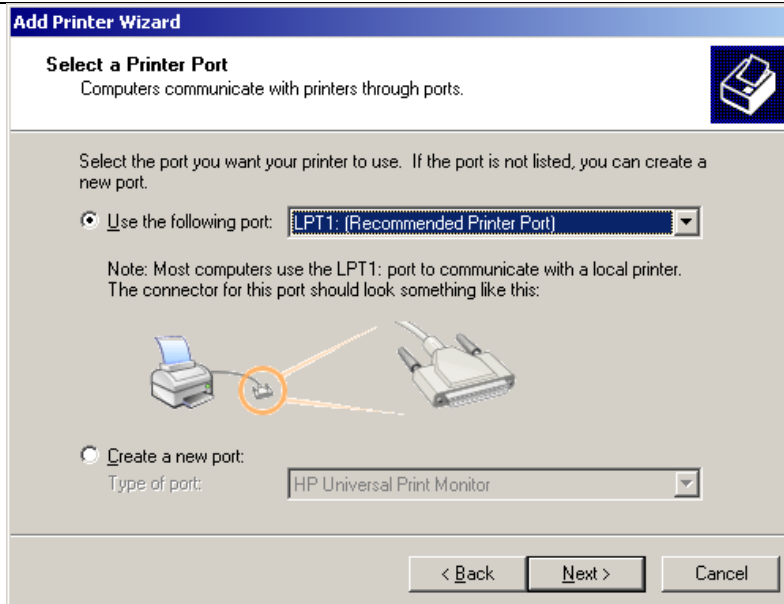 Add Printer Wizard
Select a Printer Port
Computers communicate with printers through ports.
Select the port you want your printer to use. If the port is not listed, you can create a
new port.
Use the following port: LPT1: (Recommended Printer Port)
Note: Most computers use the LPT1: port to communicate with a local printer.
The connector for this port should look something like this:
Create a new port:
Type of port: HP Universal Print Monitor
< Back Next > Cancel